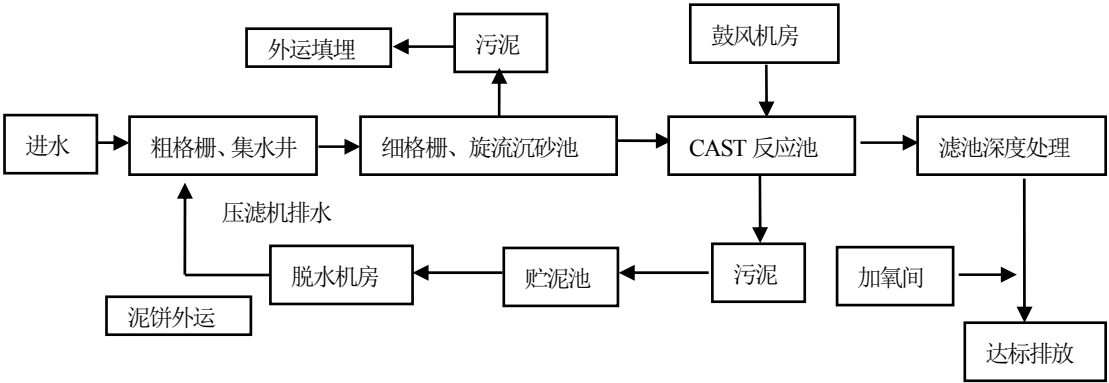 外运填埋
污泥
鼓风机房
进水
粗格栅、集水井
细格栅、旋流沉砂池
CAST 反应池
滤池深度处理
压滤机排水
脱水机房
贮泥池
污泥
加氧间
泥饼外运
达标排放